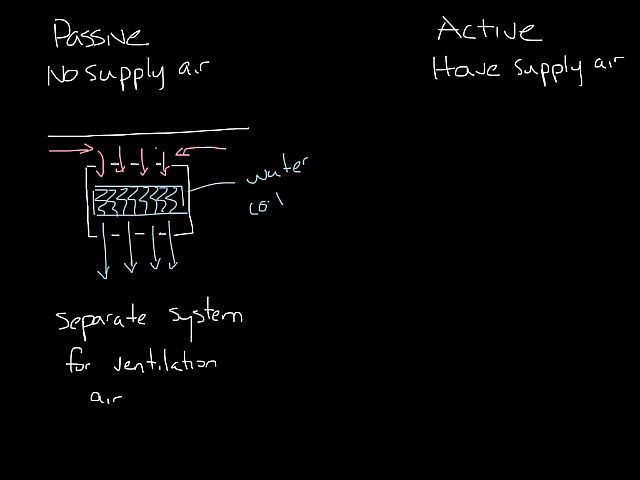 Passive
No supply air
Active
Have supply air
water
coil
separate system
for ventilation
air